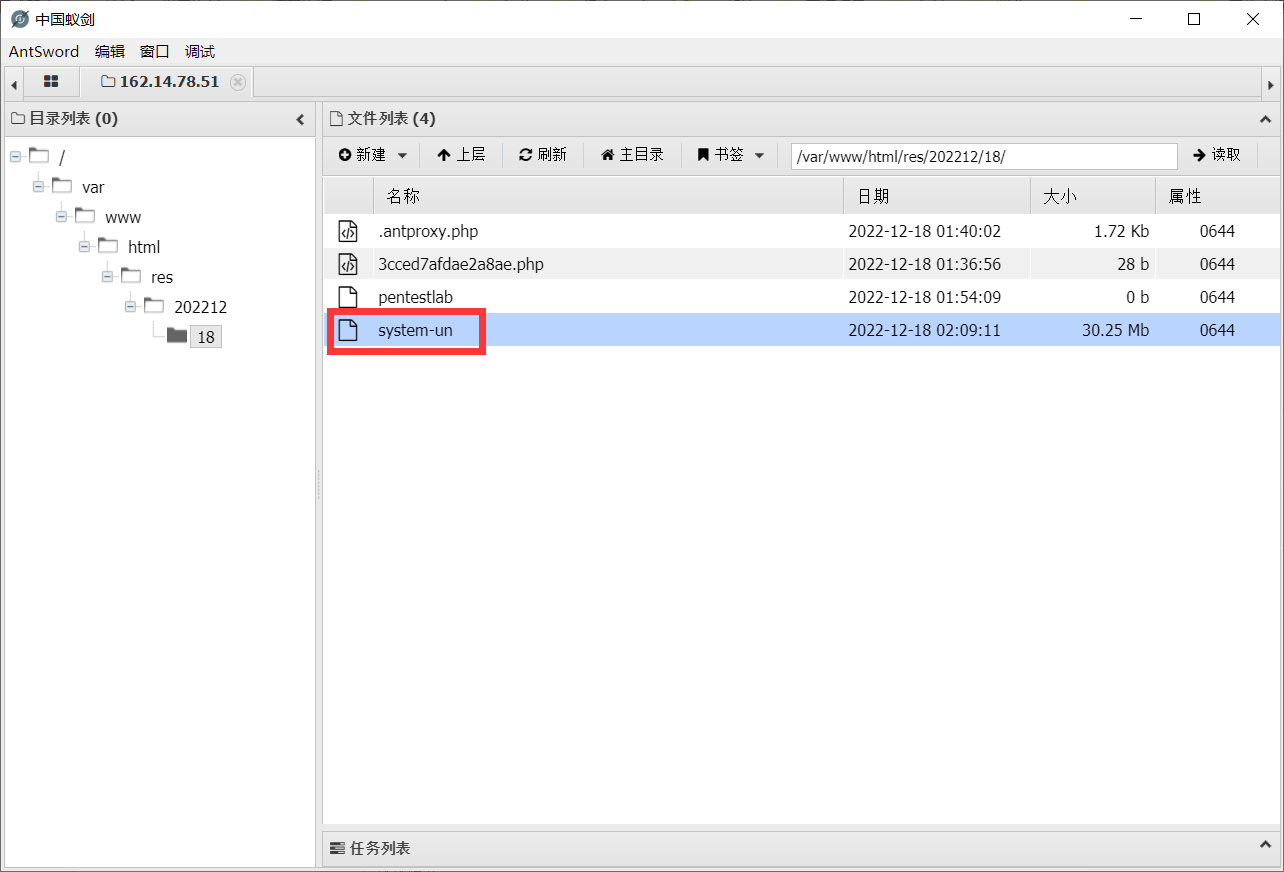 中国蚁剑
AntSword 编辑 窗口 调试
162.14.78.51
目录列表 (0)
文件列表 (4)
新建 上层 刷新 主目录 书签 /var/www/html/res/202212/18/ 读取
/
var
www
html
res
202212
18
名称 日期 大小 属性
.antproxy.php 2022-12-18 01:40:02 1.72 Kb 0644
3cced7afdae2a8ae.php 2022-12-18 01:36:56 28 b 0644
pentestlab 2022-12-18 01:54:09 0 b 0644
system-un 2022-12-18 02:09:11 30.25 Mb 0644
任务列表